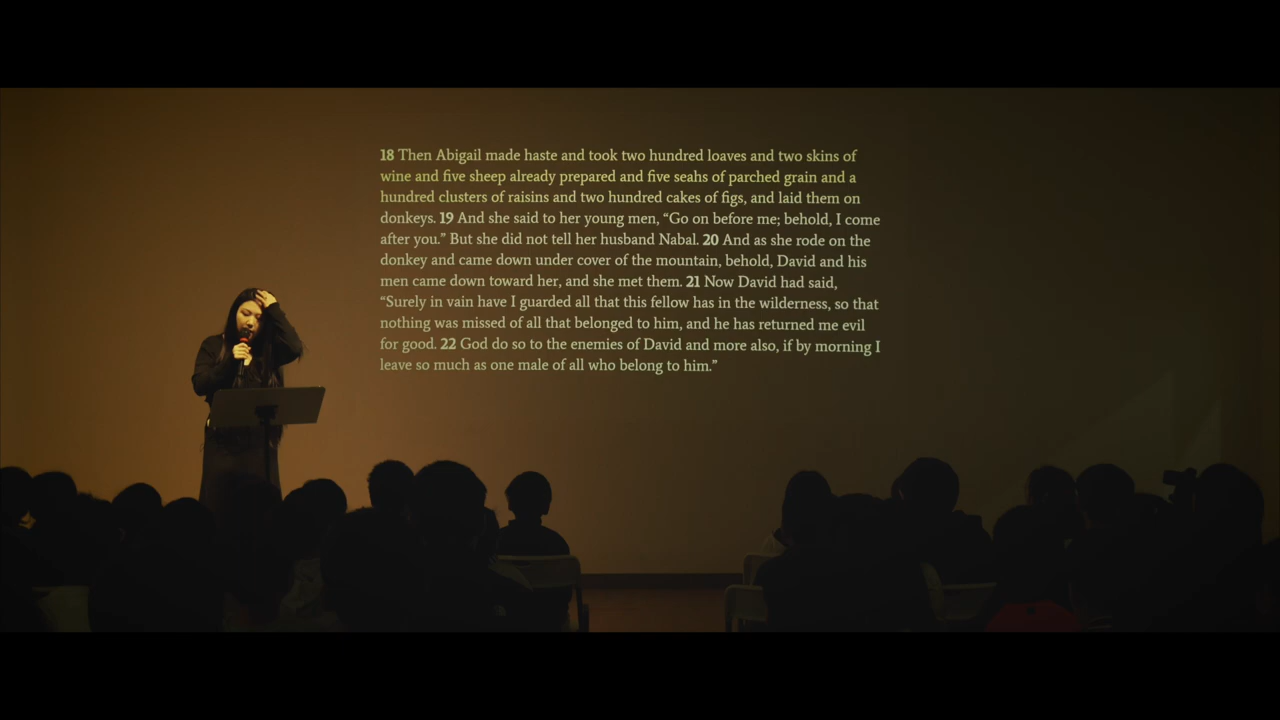 18 Then Abigail made haste and took two hundred loaves and two skins of
wine and five sheep already prepared and five seahs of parched grain and a
hundred clusters of raisins and two hundred cakes of figs, and laid them on
donkeys. 19 And she said to her young men, “Go on before me; behold, I come
after you.” But she did not tell her husband Nabal. 20 And as she rode on the
donkey and came down under cover of the mountain, behold, David and his
men came down toward her, and she met them. 21 Now David had said,
“Surely in vain have I guarded all that this fellow has in the wilderness, so that
nothing was missed of all that belonged to him, and he has returned me evil
for good. 22 God do so to the enemies of David and more also, if by morning I
leave so much as one male of all who belong to him.”